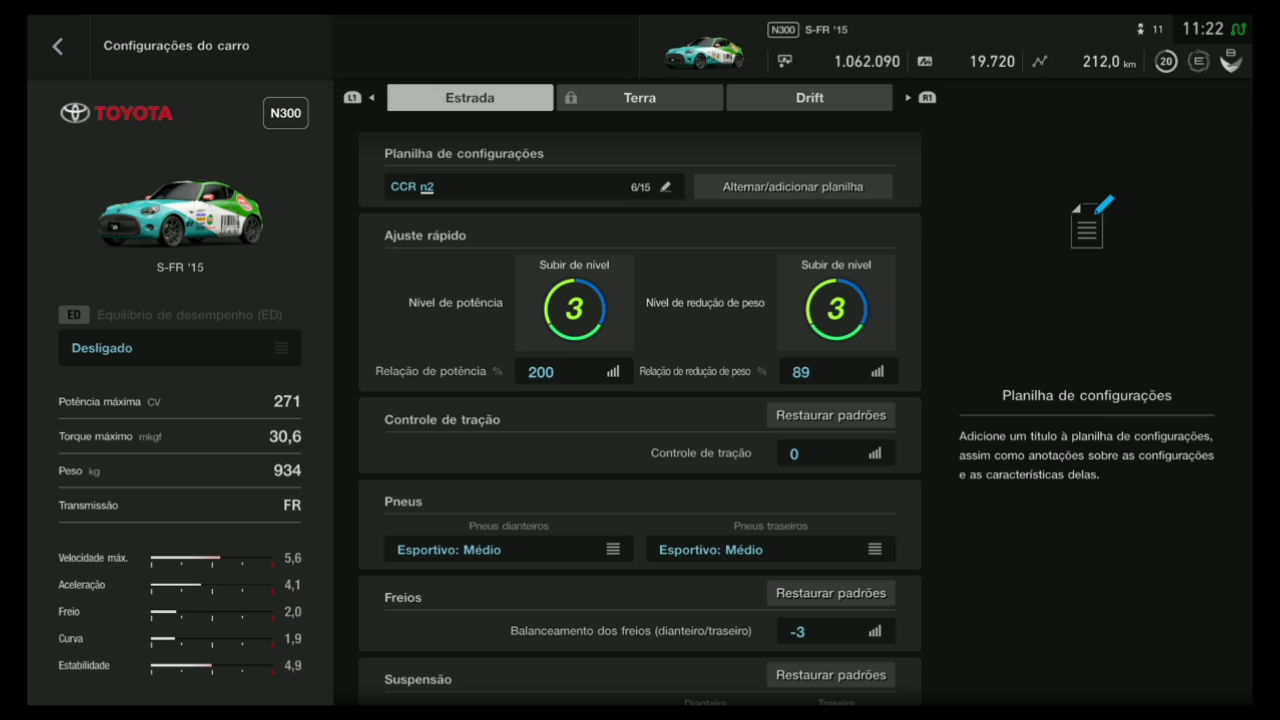 Configurações do carro
N300 S-FR '15
11 11:22
1.062.090 19.720 212,0 km 20 E B
TOYOTA N300
S-FR '15
ED Equilíbrio de desempenho (ED)
Desligado
Potência máxima CV 271
Torque máximo mkgf 30,6
Peso kg 934
Transmissão FR
Velocidade máx. 5,6
Aceleração 4,1
Freio 2,0
Curva 1,9
Estabilidade 4,9
L1 Estrada Terra Drift R1
Planilha de configurações
CCR n2 6/15 Alternar/adicionar planilha
Ajuste rápido
Subir de nível Subir de nível
Nível de potência 3 Nível de redução de peso 3
Relação de potência % 200 Relação de redução de peso % 89
Controle de tração Restaurar padrões
Controle de tração 0
Pneus
Pneus dianteiros Pneus traseiros
Esportivo: Médio Esportivo: Médio
Freios Restaurar padrões
Balanceamento dos freios (dianteiro/traseiro) -3
Suspensão Restaurar padrões
Dianteira Traseira
Planilha de configurações
Adicione um título à planilha de configurações,
assim como anotações sobre as configurações
e as características delas.